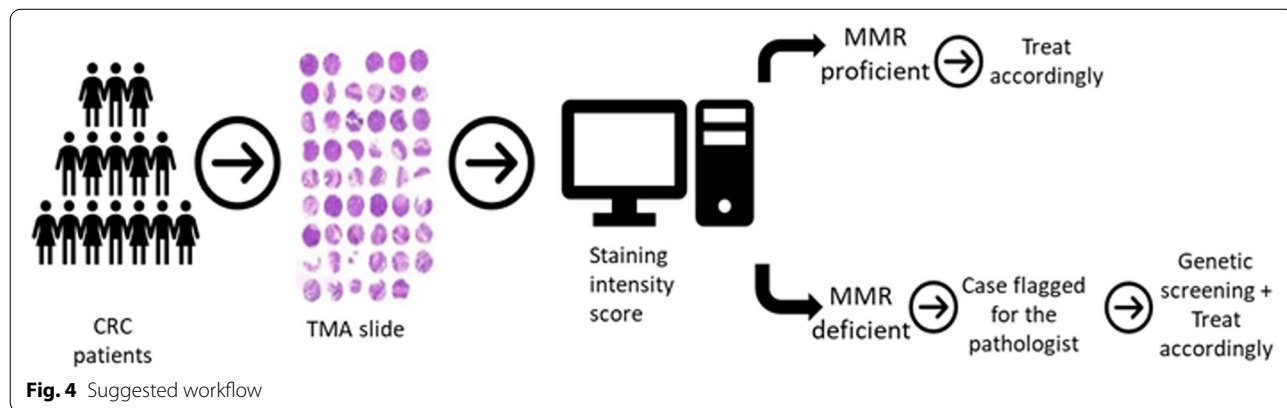 CRC
patients
TMA slide
Staining
intensity
score
MMR
proficient
Treat
accordingly
MMR
deficient
Case flagged
for the
pathologist
Genetic
screening +
Treat
accordingly
Fig. 4 Suggested workflow